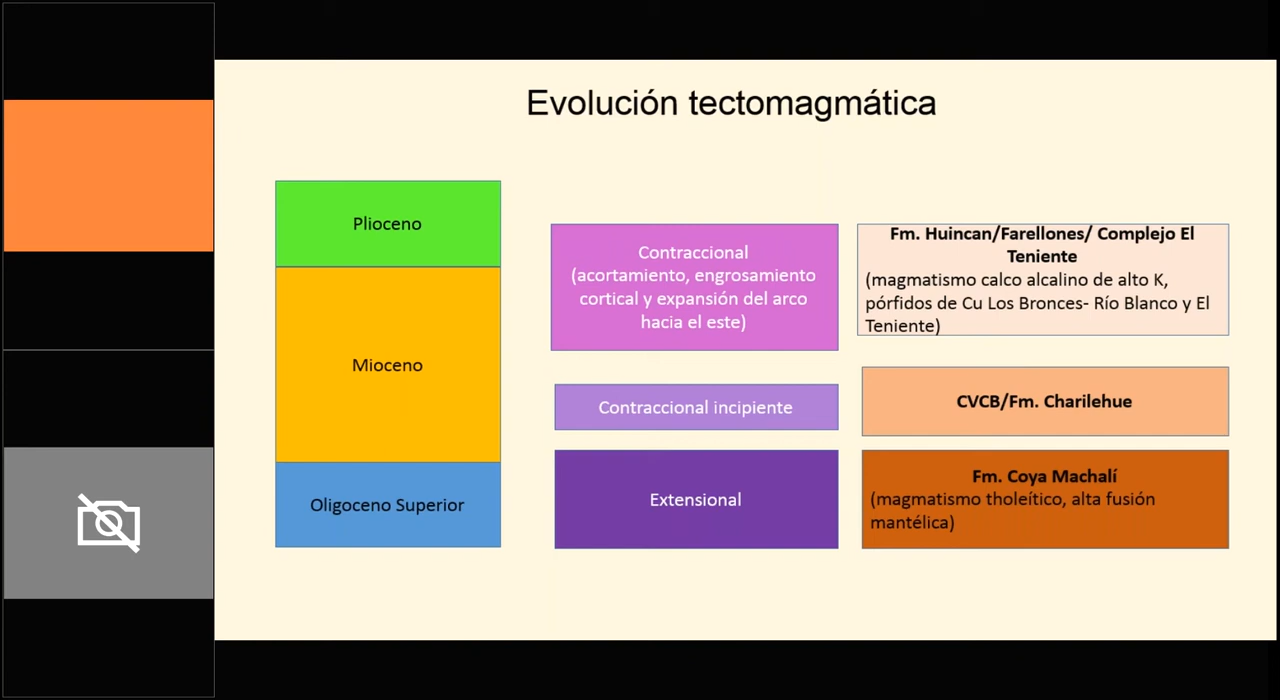 Evolución tectomagmática
Plioceno
Mioceno
Oligoceno Superior
Contraccional
(acortamiento, engrosamiento
cortical y expansión del arco
hacia el este)
Contraccional incipiente
Extensional
Fm. Huincan/Farellones/ Complejo El
Teniente
(magmatismo calco alcalino de alto K,
pórfidos de Cu Los Bronces- Río Blanco y El
Teniente)
CVCB/Fm. Charilehue
Fm. Coya Machalí
(magmatismo tholeítico, alta fusión
mantélica)